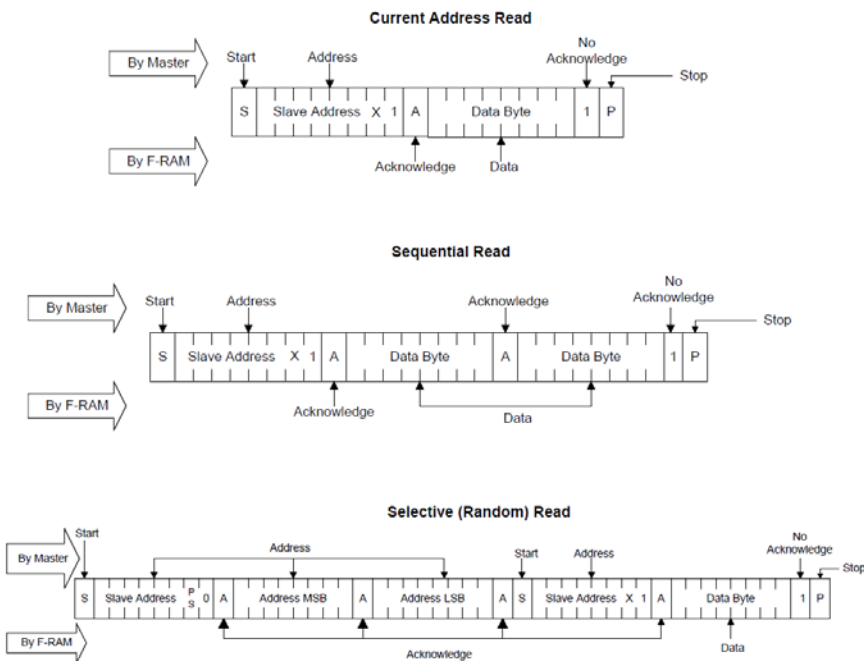 Current Address Read
By Master
Start
Address
No
Acknowledge
Stop
S Slave Address X 1 A Data Byte 1 P
By F-RAM
Acknowledge
Data
Sequential Read
By Master
Start
Address
Acknowledge
No
Acknowledge
Stop
S Slave Address X 1 A Data Byte A Data Byte 1 P
By F-RAM
Acknowledge
Data
Selective (Random) Read
By Master
Start
Address
Start
Address
No
Acknowledge
Stop
S Slave Address PS 0 A Address MSB A Address LSB A S Slave Address X 1 A Data Byte 1 P
By F-RAM
Acknowledge
Data